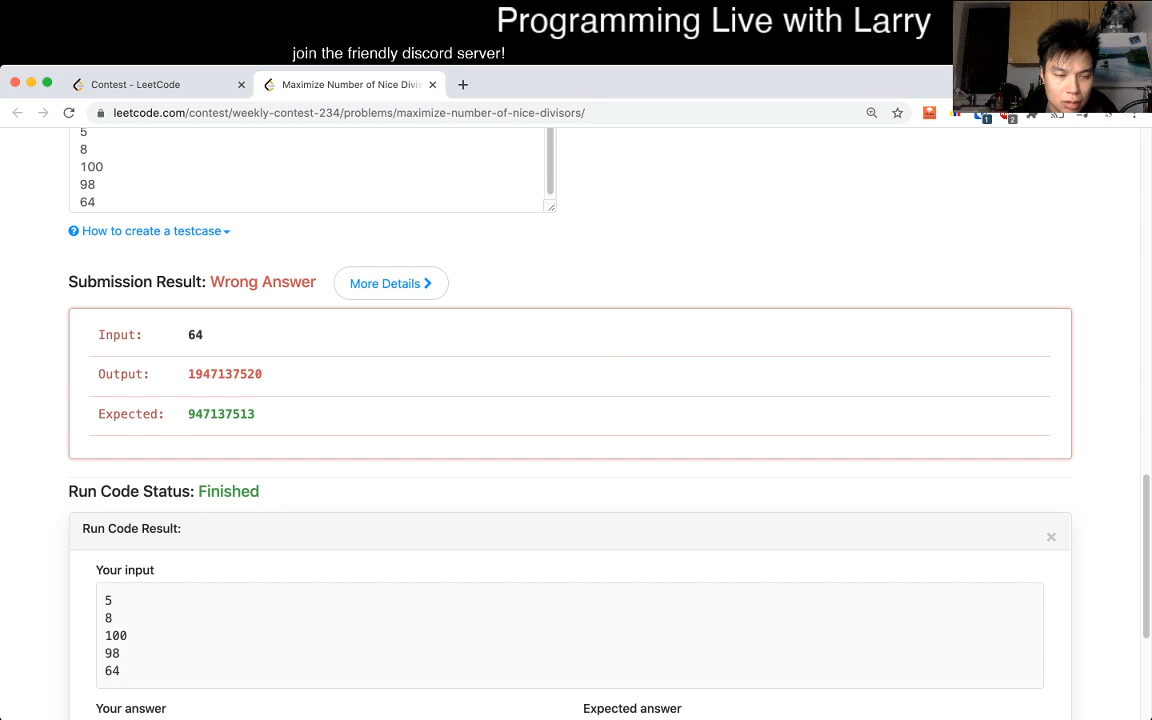 Programming Live with Larry
join the friendly discord server!
Contest - LeetCode
Maximize Number of Nice Divis
leetcode.com/contest/weekly-contest-234/problems/maximize-number-of-nice-divisors/
5
8
100
98
64
How to create a testcase
Submission Result: Wrong Answer
More Details
Input: 64
Output: 1947137520
Expected: 947137513
Run Code Status: Finished
Run Code Result:
Your input
5
8
100
98
64
Your answer
Expected answer